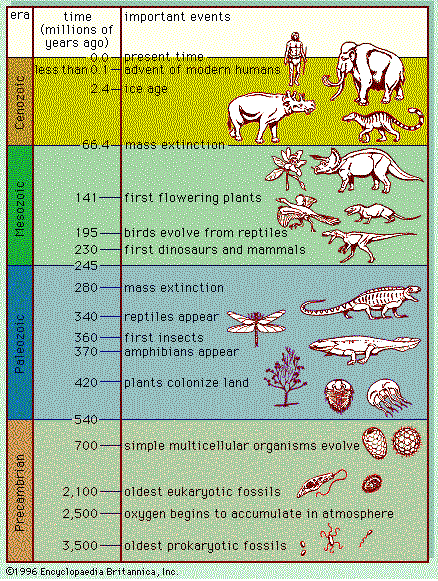 era time important events
(millions of
years ago)
0.0 present time
less than 0.1 advent of modern humans
2.4 ice age
Cenozoic
66.4 mass extinction
141 first flowering plants
Mesozoic
195 birds evolve from reptiles
230 first dinosaurs and mammals
245
280 mass extinction
340 reptiles appear
Paleozoic
360 first insects
370 amphibians appear
420 plants colonize land
540
700 simple multicellular organisms evolve
Precambrian
2,100 oldest eukaryotic fossils
2,500 oxygen begins to accumulate in atmosphere
3,500 oldest prokaryotic fossils
©1996 Encyclopaedia Britannica, Inc.